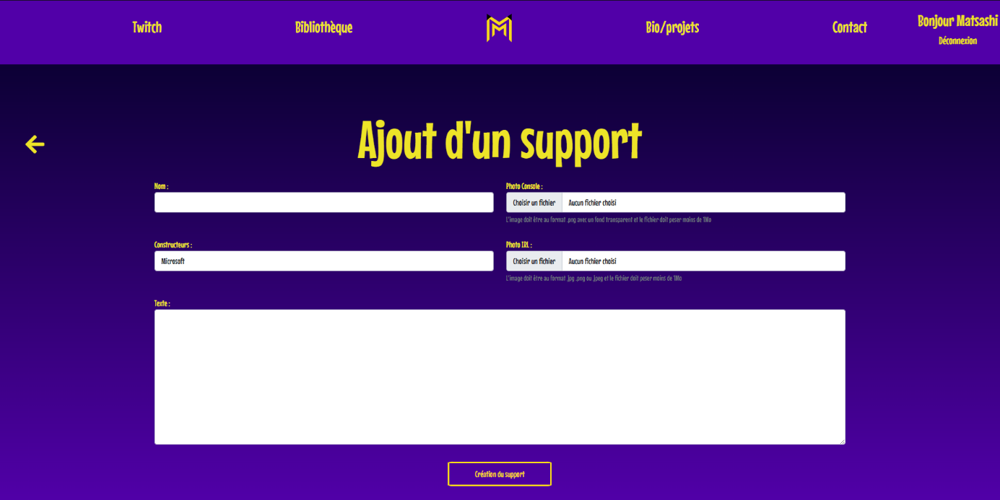 Twitch
Bibliothèque
Bio/projets
Contact
Bonjour Matsashi
Déconnexion
Ajout d'un support
Nom :
Photo Console :
Choisir un fichier Aucun fichier choisi
L'image doit être au format .png avec un fond transparent et le fichier doit peser moins de 1Mo
Constructeurs :
Microsoft
Photo IRL :
Choisir un fichier Aucun fichier choisi
L'image doit être au format .jpg .png ou .jpeg et le fichier doit peser moins de 1Mo
Texte :
Création du support